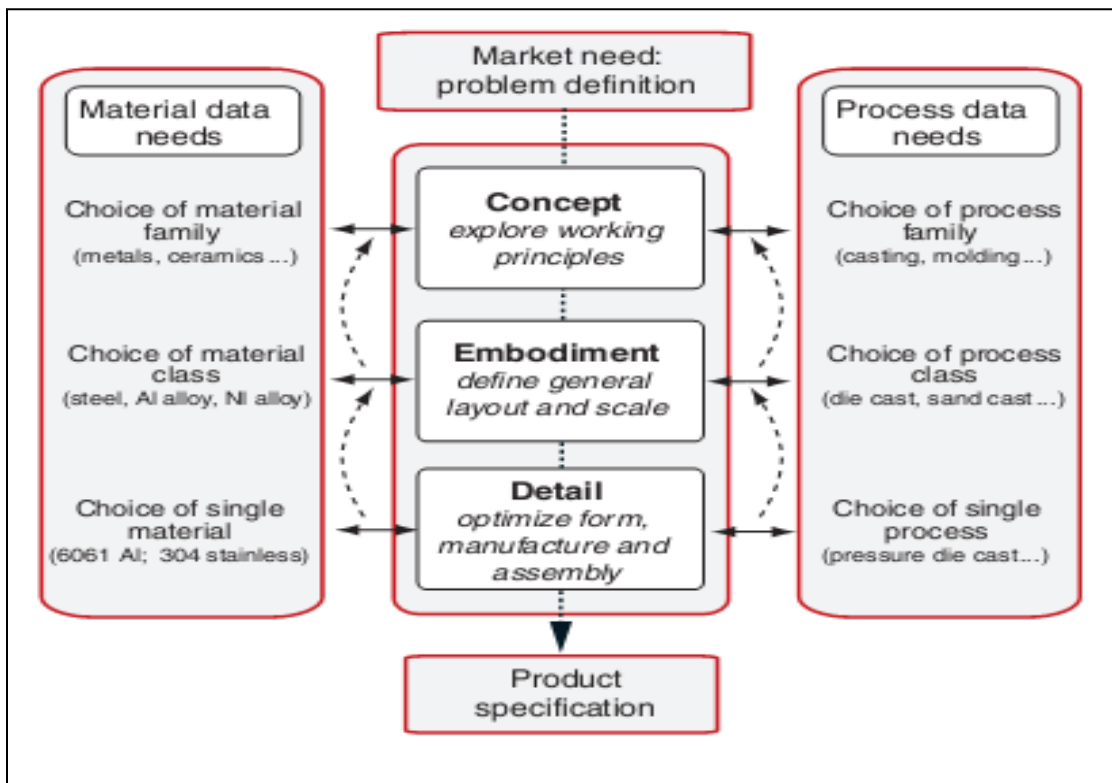 Market need:
problem definition
Material data
needs
Choice of material
family
(metals, ceramics ...)
Choice of material
class
(steel, Al alloy, NI alloy)
Choice of single
material
(6061 Al; 304 stainless)
Concept
explore working
principles
Embodiment
define general
layout and scale
Detail
optimize form,
manufacture and
assembly
Process data
needs
Choice of process
family
(casting, molding...)
Choice of process
class
(die cast, sand cast...)
Choice of single
process
(pressure die cast...)
Product
specification